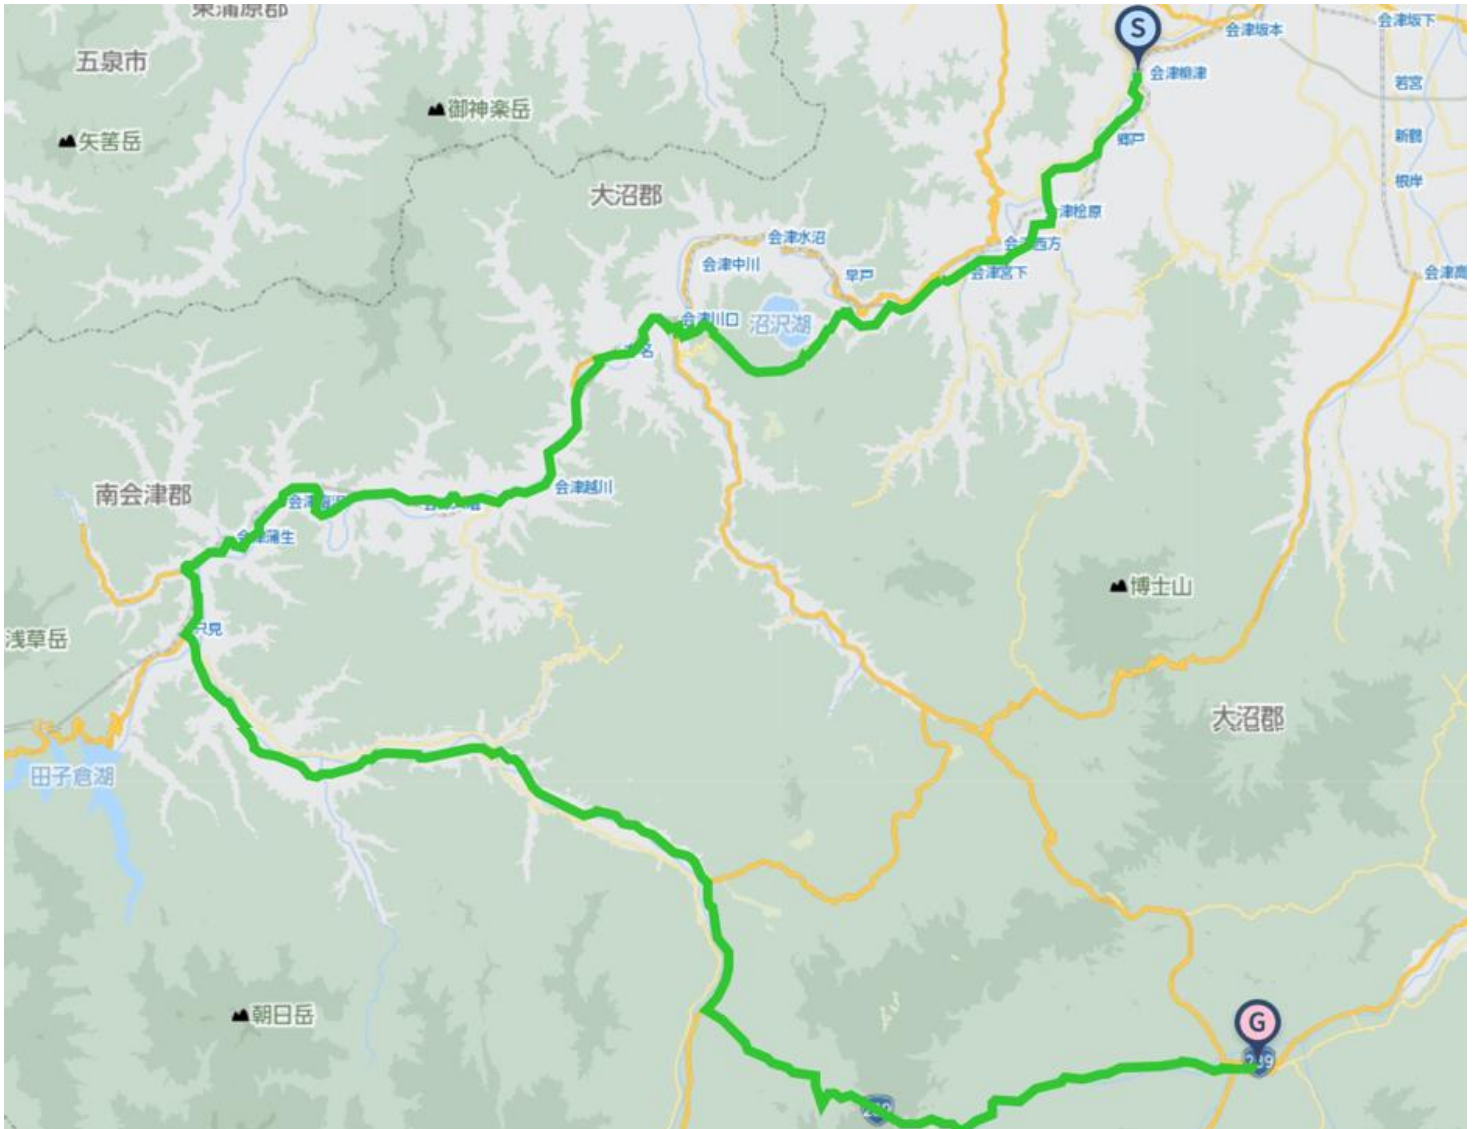 東蒲原郡
S
会津坂下
会津坂本
五泉市
会津柳津
若宮
御神楽岳
矢筈岳
郷戸
新鶴
根岸
大沼郡
津桧原
会津水沼
会津西方
会津中川
会津宮下
早戸
会津高
会津川口
沼沢湖
名
会津越川
南会津郡
会津蒲生
博士山
只見
浅草岳
大沼郡
田子倉湖
朝日岳
G
289